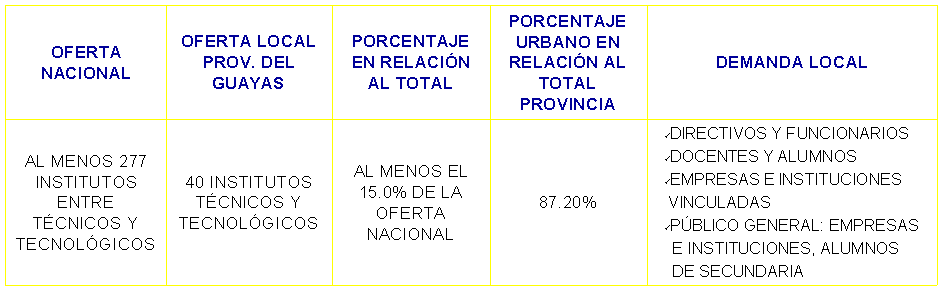 OFERTA
NACIONAL
OFERTA LOCAL
PROV. DEL
GUAYAS
PORCENTAJE
EN RELACIÓN
AL TOTAL
PORCENTAJE
URBANO EN
RELACIÓN AL
TOTAL
PROVINCIA
DEMANDA LOCAL
AL MENOS 277
INSTITUTOS
ENTRE
TÉCNICOS Y
TECNOLÓGICOS
40 INSTITUTOS
TÉCNICOS Y
TECNOLÓGICOS
AL MENOS EL
15.0% DE LA
OFERTA
NACIONAL
87.20%
✓DIRECTIVOS Y FUNCIONARIOS
✓DOCENTES Y ALUMNOS
✓EMPRESAS E INSTITUCIONES
VINCULADAS
✓PÚBLICO GENERAL: EMPRESAS
E INSTITUCIONES, ALUMNOS
DE SECUNDARIA